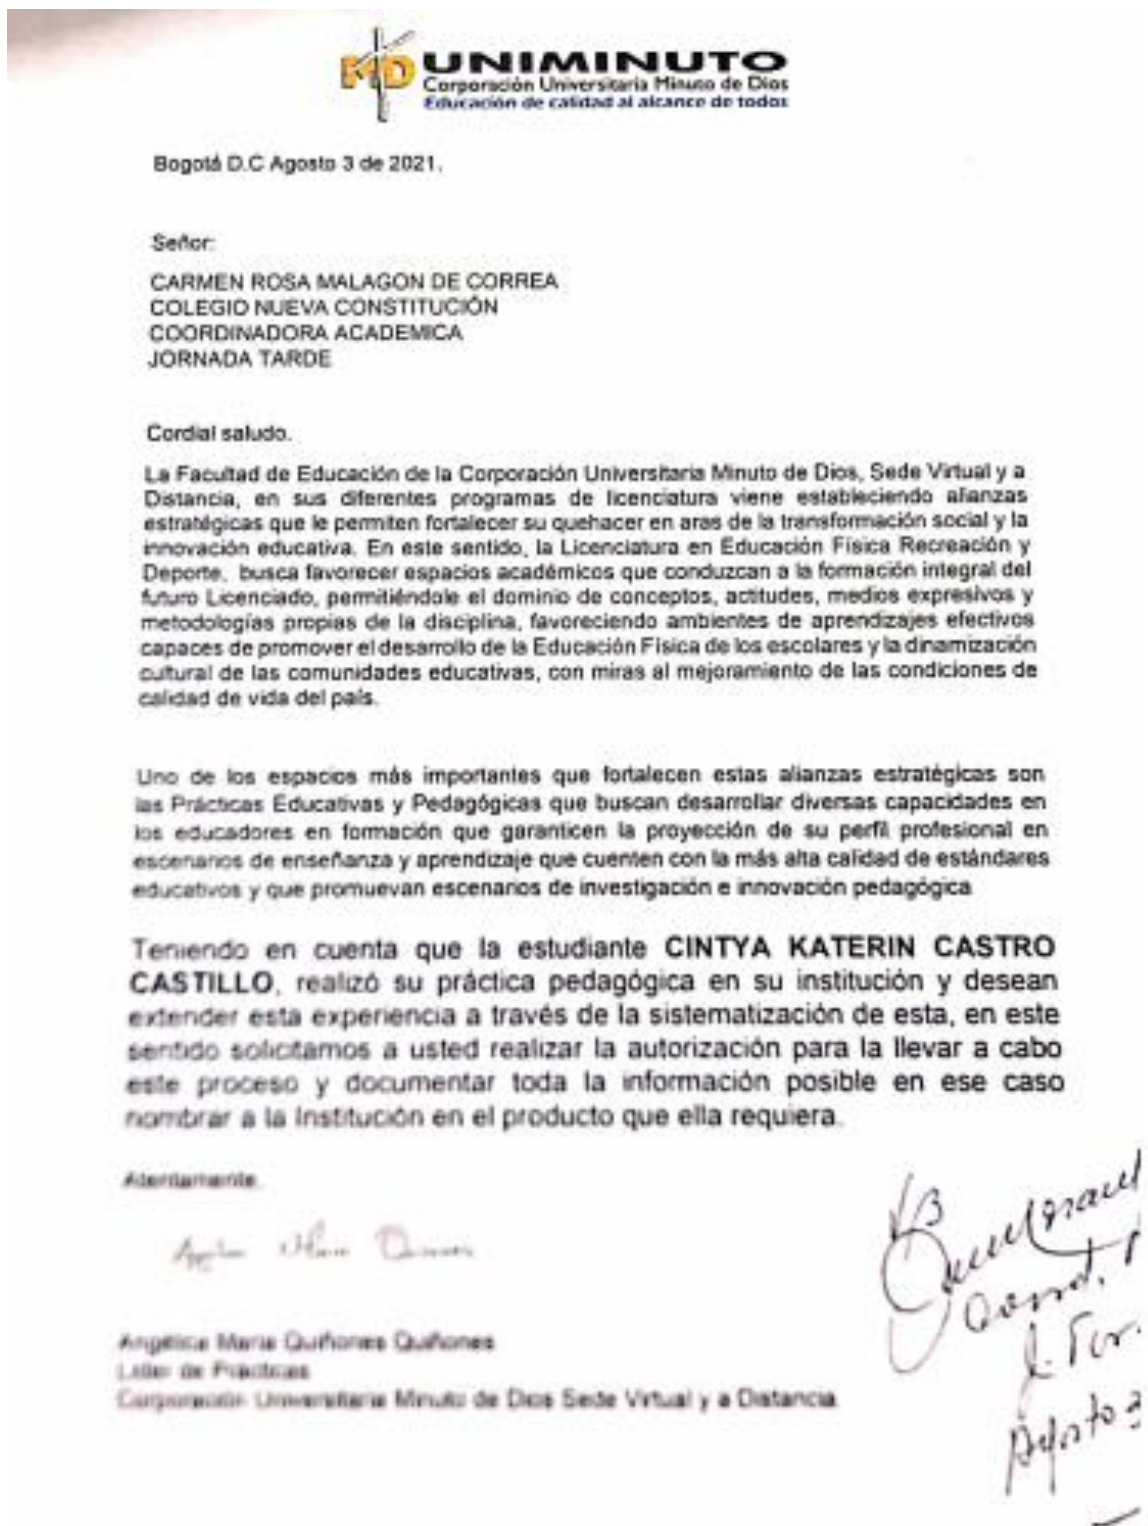 MD UNIMINUTO
Corporación Universitaria Minuto de Dios
Educación de calidad al alcance de todos
Bogotá D.C Agosto 3 de 2021.
Señor:
CARMEN ROSA MALAGON DE CORREA
COLEGIO NUEVA CONSTITUCIÓN
COORDINADORA ACADEMICA
JORNADA TARDE
Cordial saludo.
La Facultad de Educación de la Corporación Universitaria Minuto de Dios, Sede Virtual y a
Distancia, en sus diferentes programas de licenciatura viene estableciendo alianzas
estratégicas que le permiten fortalecer su quehacer en aras de la transformación social y la
innovación educativa. En este sentido, la Licenciatura en Educación Física Recreación y
Deporte, busca favorecer espacios académicos que conduzcan a la formación integral del
futuro Licenciado, permitiéndole el dominio de conceptos, actitudes, medios expresivos y
metodologías propias de la disciplina, favoreciendo ambientes de aprendizajes efectivos
capaces de promover el desarrollo de la Educación Física de los escolares y la dinamización
cultural de las comunidades educativas, con miras al mejoramiento de las condiciones de
calidad de vida del país.
Uno de los espacios más importantes que fortalecen estas alianzas estratégicas son
las Prácticas Educativas y Pedagógicas que buscan desarrollar diversas capacidades en
los educadores en formación que garanticen la proyección de su perfil profesional en
escenarios de enseñanza y aprendizaje que cuenten con la más alta calidad de estándares
educativos y que promuevan escenarios de investigación e innovación pedagógica
Teniendo en cuenta que la estudiante CINTYA KATERIN CASTRO
CASTILLO, realizó su práctica pedagógica en su institución y desean
extender esta experiencia a través de la sistematización de esta, en este
sentido solicitamos a usted realizar la autorización para la llevar a cabo
este proceso y documentar toda la información posible en ese caso
nombrar a la Institución en el producto que ella requiera.
Atentamente,
Angélica María Quiñones Quiñones
Líder de Prácticas
Corporación Universitaria Minuto de Dios Sede Virtual y a Distancia
Agosto 3